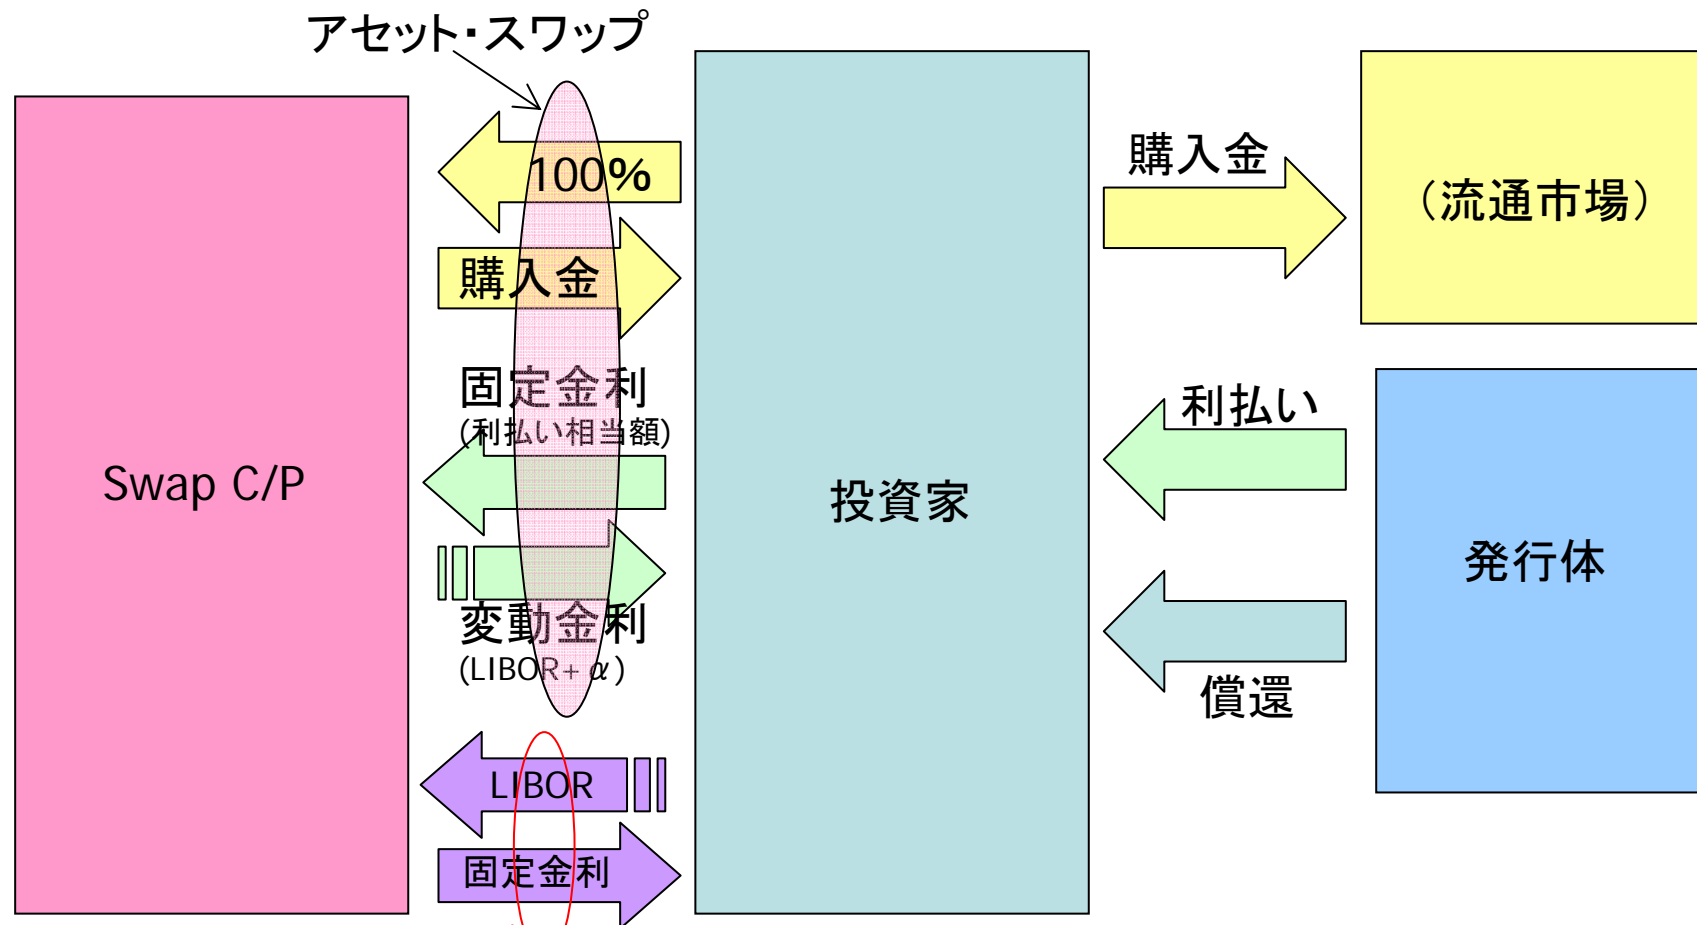 アセット・スワップ
100%
購入金
固定金利
(利払い相当額)
変動金利
(LIBOR+α)
LIBOR
固定金利
Swap C/P
投資家
購入金
(流通市場)
利払い
償還
発行体